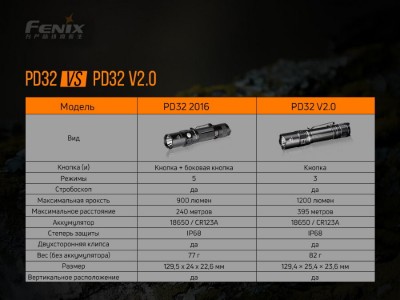 FENIX
PD32 VS PD32 V2.0
Модель PD32 2016 PD32 V2.0
Вид
Кнопка (и) Кнопка + боковая кнопка Кнопка
Режимы 5 3
Стробоскоп да да
Максимальная яркость 900 люмен 1200 люмен
Максимальное расстояние 240 метров 395 метров
Аккумулятор 18650 / CR123A 18650 / CR123A
Степерь защиты IP68 IP68
Двухсторонняя клипса да да
Вес (без аккумулятора) 77 г 82 г
Размер 129,5 х 24 х 22,6 мм 129,4 × 25,4 × 23,6 мм
Вертикальное расположение да да